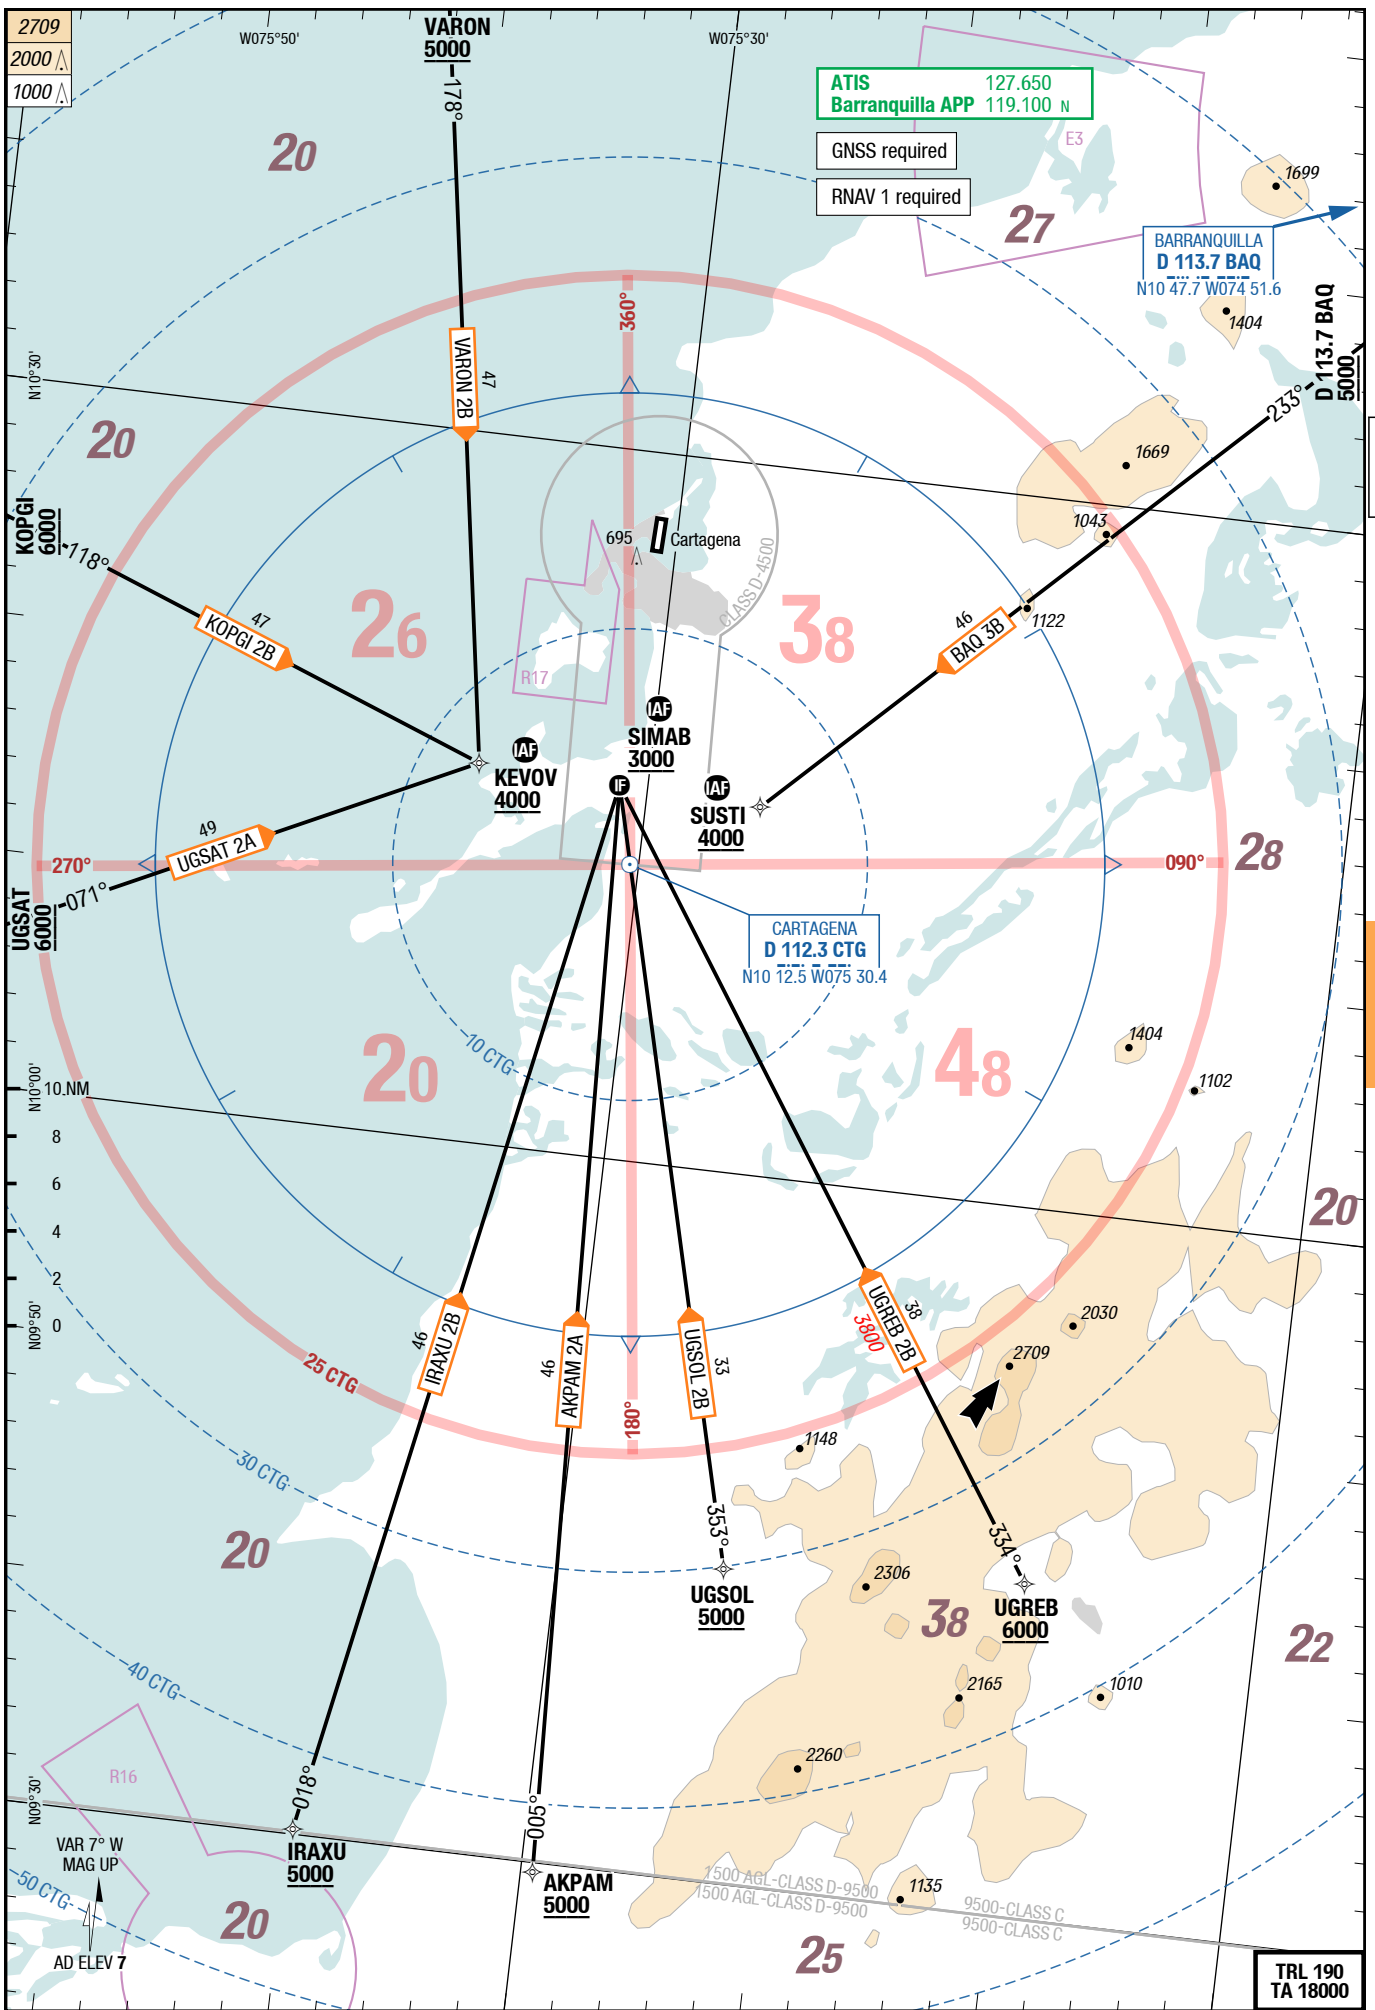 2709
2000
1000
W075°50'
VARON
5000
178°
W075°30'
ATIS 127.650
Barranquilla APP 119.100 N
GNSS required
RNAV 1 required
E3
20
27
1699
BARRANQUILLA
D 113.7 BAQ
N10 47.7 W074 51.6
1404
D 113.7 BAQ
5000
233°
360°
N10°30'
VARON 2B
47
20
1669
1043
KOPGI
6000
118°
695
Cartagena
CLASS D-4500
26
38
KOPGI 2B
47
46
BAQ 3B
1122
R17
IAF
SIMAB
3000
IAF
KEVOV
4000
IF
IAF
SUSTI
4000
49
UGSAT 2A
270°
090°
28
UGSAT
6000
071°
CARTAGENA
D 112.3 CTG
N10 12.5 W075 30.4
10 CTG
20
48
1404
1102
N10°00'
10 NM
8
6
4
2
0
20
N09°50'
46
IRAXU 2B
46
AKPAM 2A
UGSOL 2B
33
UGREB 2B
38
3800
2030
2709
25 CTG
180°
1148
30 CTG
353°
334°
20
UGSOL
5000
2306
38
UGREB
6000
22
40 CTG
2165
1010
2260
R16
N09°30'
018°
005°
VAR 7° W
MAG UP
IRAXU
5000
AKPAM
5000
1500 AGL-CLASS D-9500
1500 AGL-CLASS D-9500
1135
9500-CLASS C
9500-CLASS C
50 CTG
20
25
AD ELEV 7
TRL 190
TA 18000